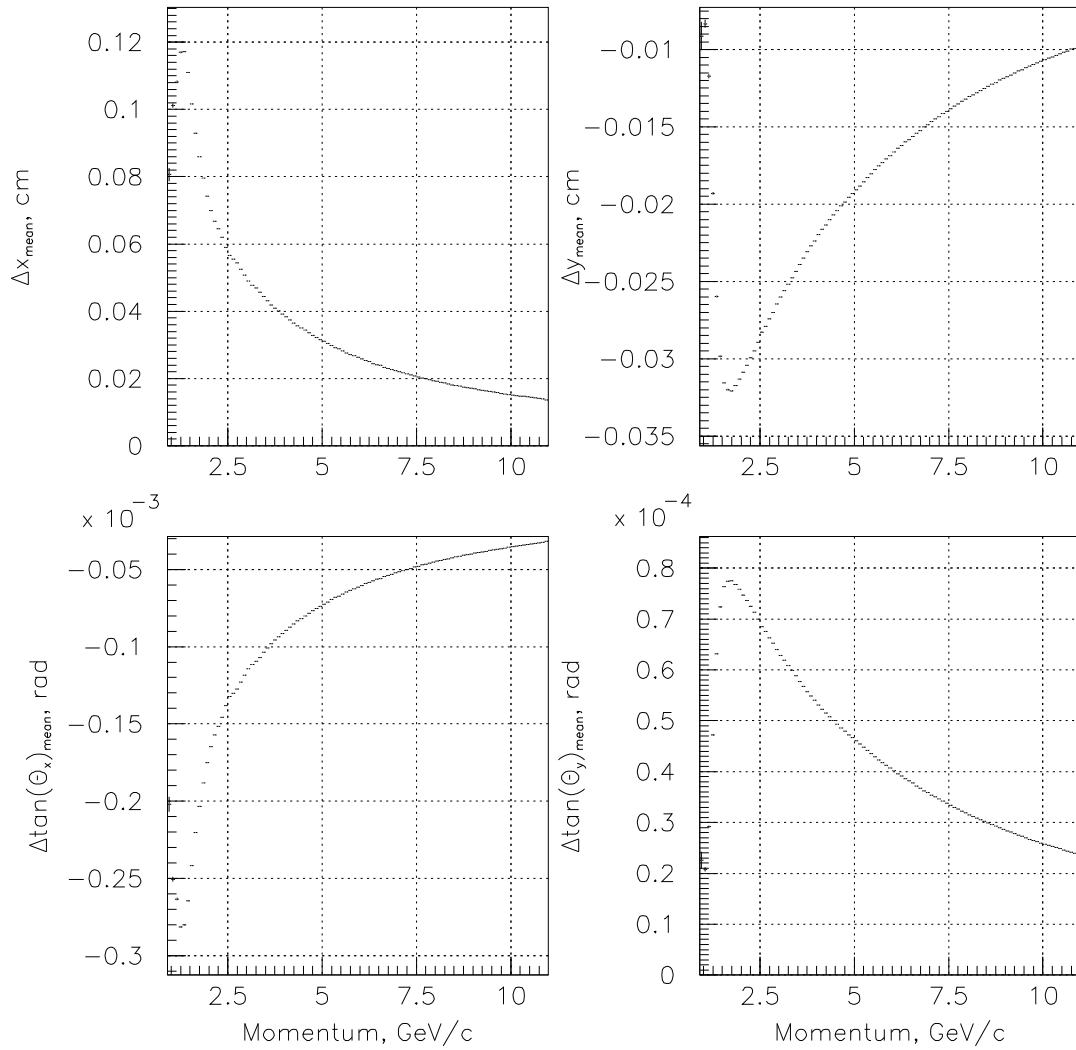 0.12
0.1
0.08
0.06
0.04
0.02
0
Δx_mean, cm
2.5 5 7.5 10
−0.01
−0.015
−0.02
−0.025
−0.03
−0.035
Δy_mean, cm
2.5 5 7.5 10
x 10^−3
−0.05
−0.1
−0.15
−0.2
−0.25
−0.3
Δtan(Θ_x)_mean, rad
2.5 5 7.5 10
Momentum, GeV/c
x 10^−4
0.8
0.7
0.6
0.5
0.4
0.3
0.2
0.1
0
Δtan(Θ_y)_mean, rad
2.5 5 7.5 10
Momentum, GeV/c